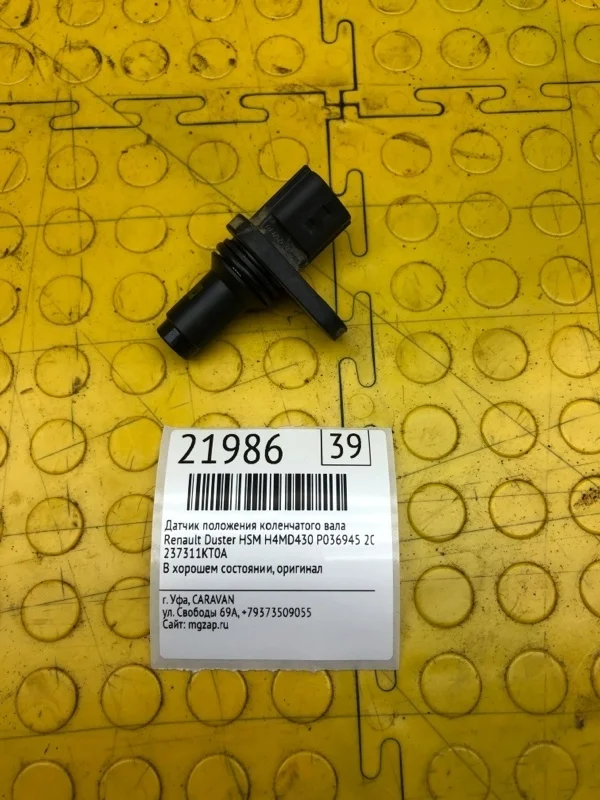 21986 39
Датчик положения коленчатого вала
Renault Duster HSM H4MD430 P036945 20
237311KT0A
В хорошем состоянии, оригинал
г. Уфа, CARAVAN
ул. Свободы 69А, +79373509055
Сайт: mgzap.ru